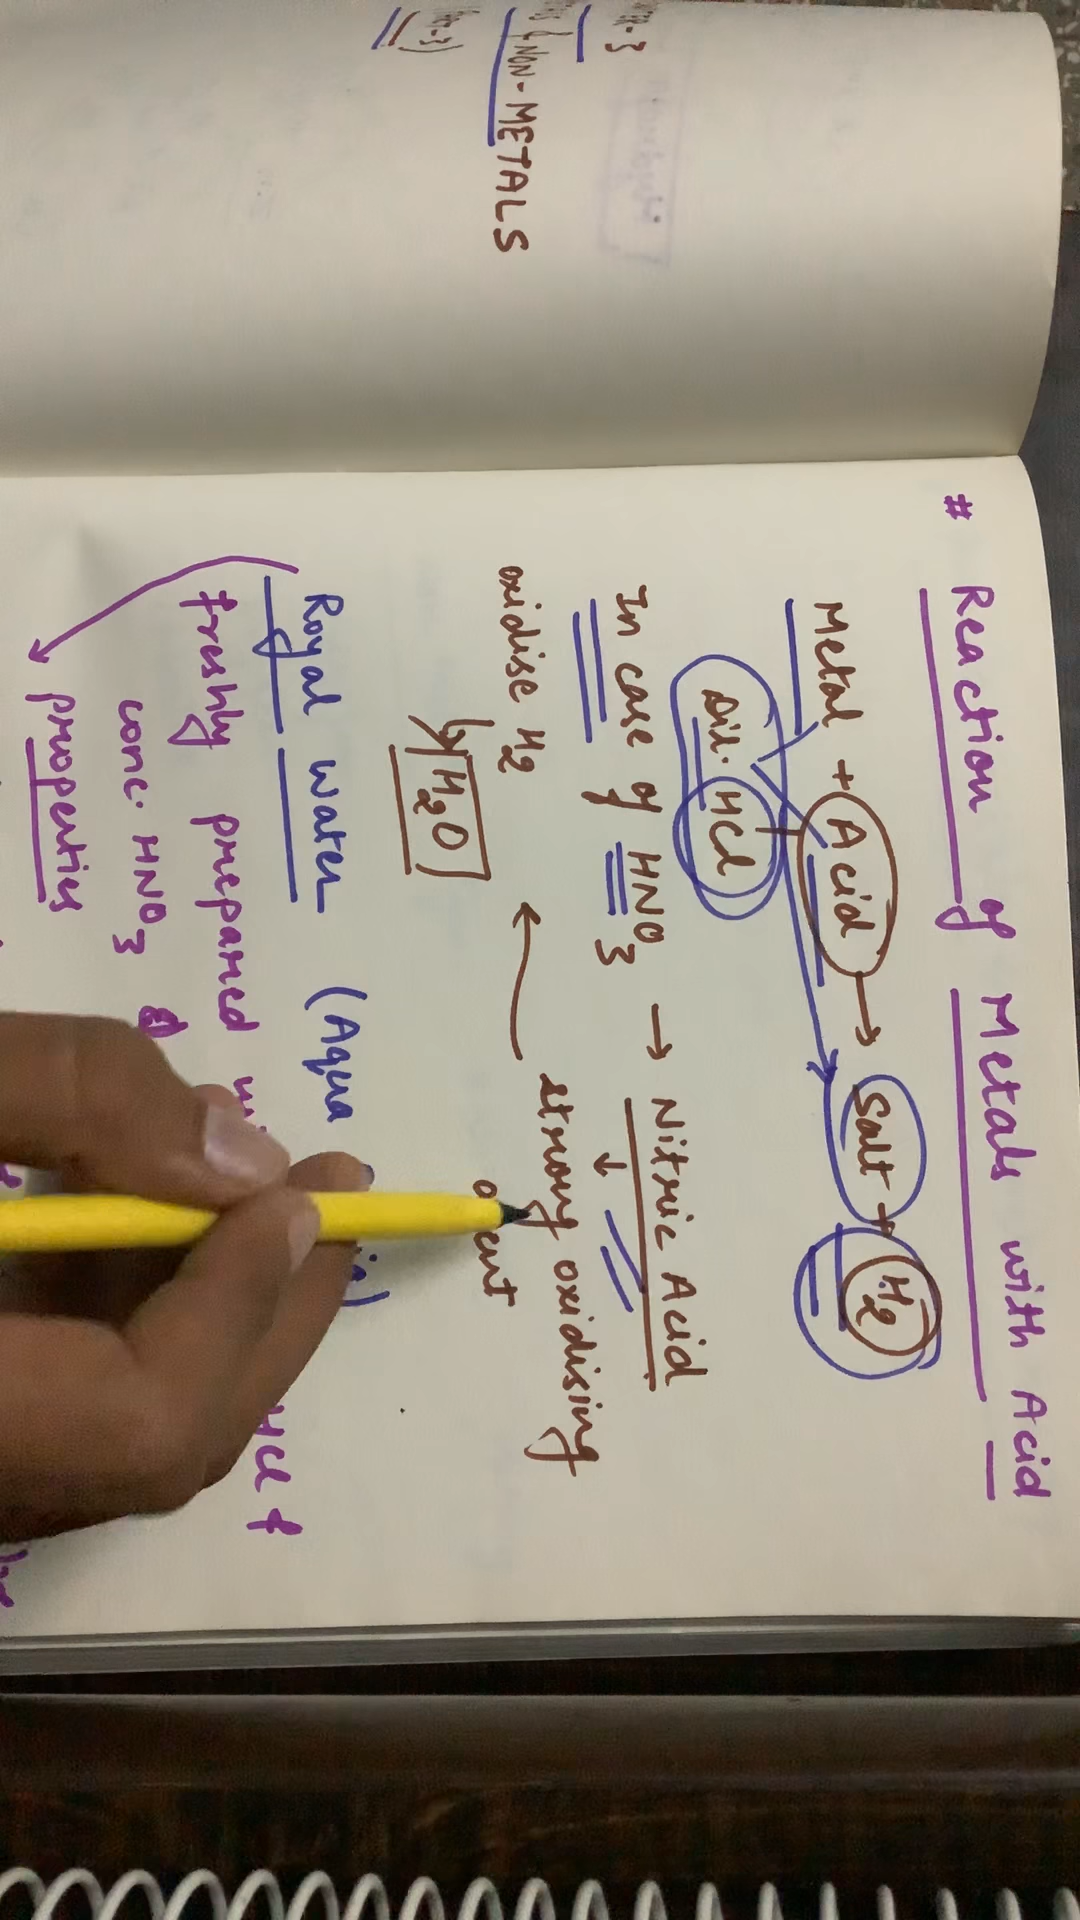 & NON-METALS
# Reaction of Metals with Acid
Metal + Acid → Salt + H2
Dil. HCl
In case of HNO3 → Nitric Acid
↓
strong oxidising
oxidise H2 ←
↳ H2O
Royal Water (Aqua
freshly prepared HCl &
conc. HNO3
→ properties